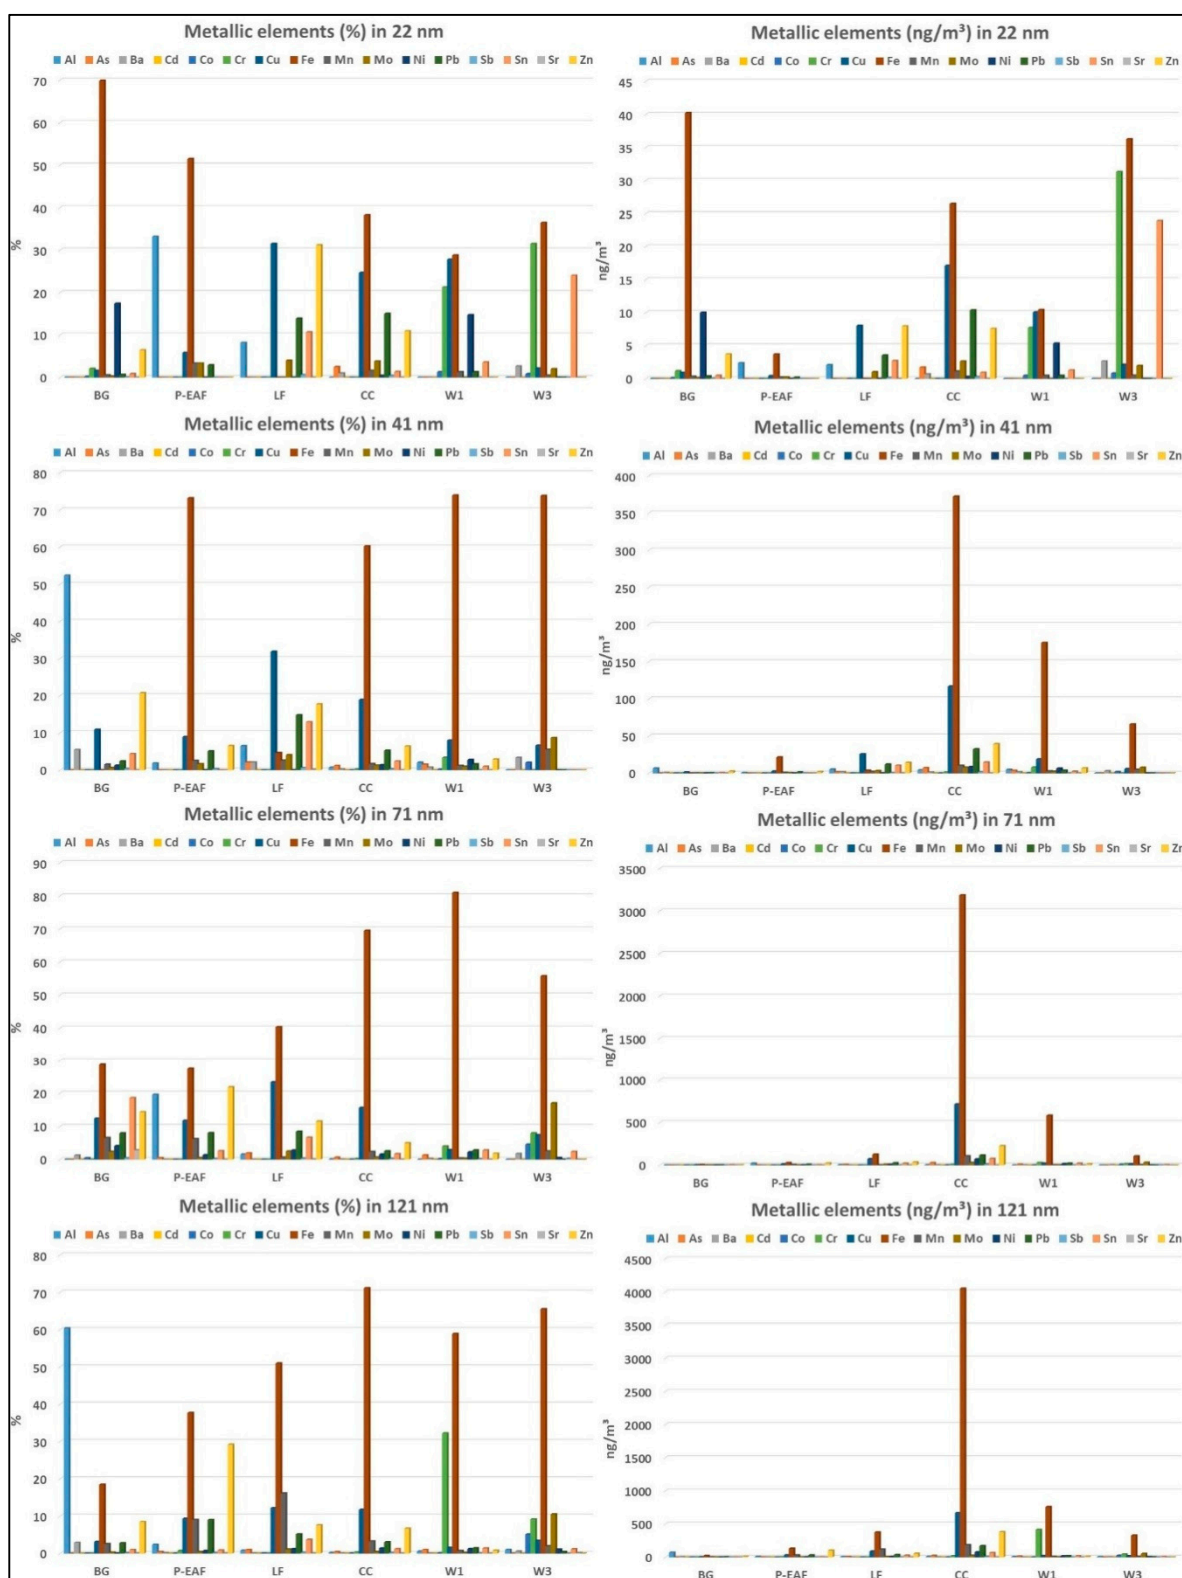 Metallic elements (%) in 22 nm
Al As Ba Cd Co Cr Cu Fe Mn Mo Ni Pb Sb Sn Sr Zn
70
60
50
40
30
20
10
0
%
BG P-EAF LF CC W1 W3
Metallic elements (ng/m³) in 22 nm
Al As Ba Cd Co Cr Cu Fe Mn Mo Ni Pb Sb Sn Sr Zn
45
40
35
30
25
20
15
10
5
0
ng/m³
BG P-EAF LF CC W1 W3
Metallic elements (%) in 41 nm
Al As Ba Cd Co Cr Cu Fe Mn Mo Ni Pb Sb Sn Sr Zn
80
70
60
50
40
30
20
10
0
%
BG P-EAF LF CC W1 W3
Metallic elements (ng/m³) in 41 nm
Al As Ba Cd Co Cr Cu Fe Mn Mo Ni Pb Sb Sn Sr Zn
400
350
300
250
200
150
100
50
0
ng/m³
BG P-EAF LF CC W1 W3
Metallic elements (%) in 71 nm
Al As Ba Cd Co Cr Cu Fe Mn Mo Ni Pb Sb Sn Sr Zn
90
80
70
60
50
40
30
20
10
0
%
BG P-EAF LF CC W1 W3
Metallic elements (ng/m³) in 71 nm
Al As Ba Cd Co Cr Cu Fe Mn Mo Ni Pb Sb Sn Sr Zn
3500
3000
2500
2000
1500
1000
500
0
ng/m³
BG P-EAF LF CC W1 W3
Metallic elements (%) in 121 nm
Al As Ba Cd Co Cr Cu Fe Mn Mo Ni Pb Sb Sn Sr Zn
80
70
60
50
40
30
20
10
0
%
BG P-EAF LF CC W1 W3
Metallic elements (ng/m³) in 121 nm
Al As Ba Cd Co Cr Cu Fe Mn Mo Ni Pb Sb Sn Sr Zn
4500
4000
3500
3000
2500
2000
1500
1000
500
0
ng/m³
BG P-EAF LF CC W1 W3